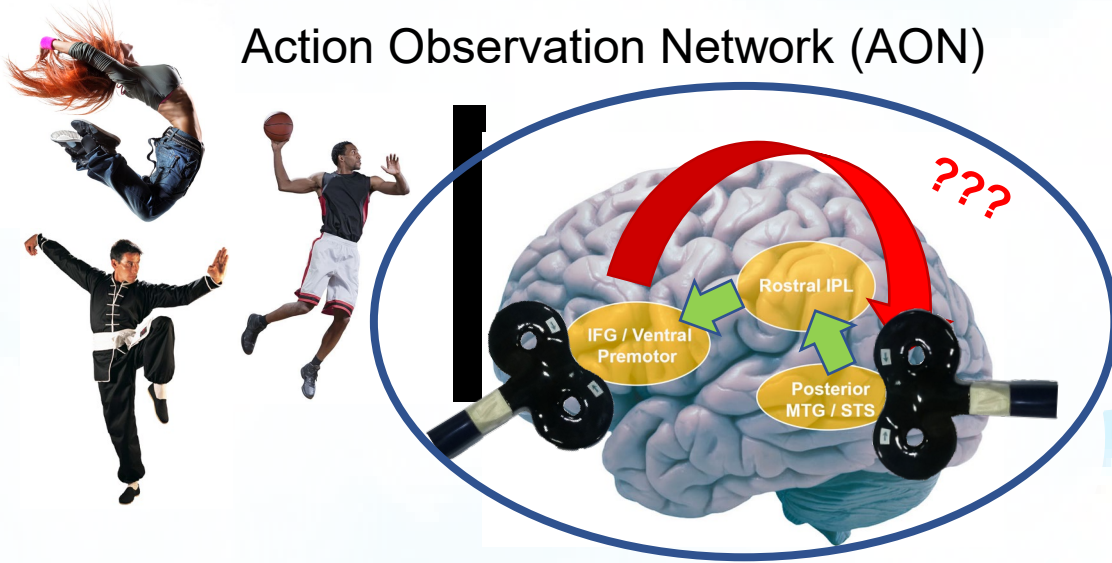 Action Observation Network (AON)
???
Rostral IPL
IFG / Ventral
Premotor
Posterior
MTG / STS